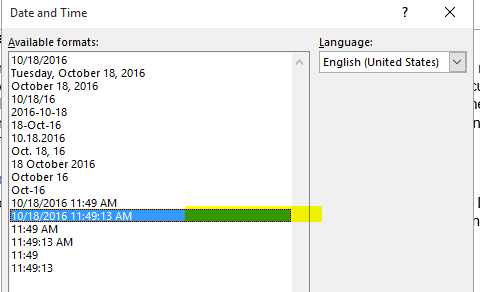 Date and Time ? X
Available formats: Language:
10/18/2016 English (United States)
Tuesday, October 18, 2016
October 18, 2016
10/18/16
2016-10-18
18-Oct-16
10.18.2016
Oct. 18, 16
18 October 2016
October 16
Oct-16
10/18/2016 11:49 AM
10/18/2016 11:49:13 AM
11:49 AM
11:49:13 AM
11:49
11:49:13